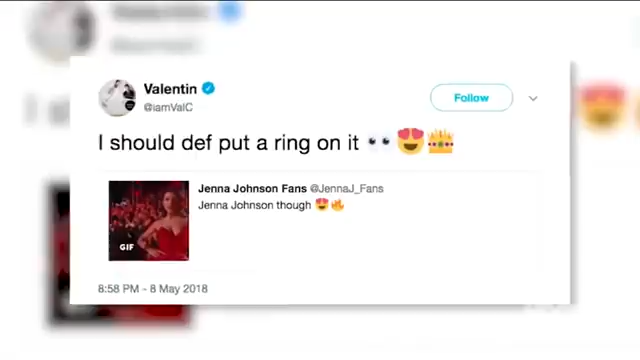 Valentin
@iamValC
Follow
I should def put a ring on it 👀😍👑
Jenna Johnson Fans @JennaJ_Fans
Jenna Johnson though 😍🔥
GIF
8:58 PM - 8 May 2018